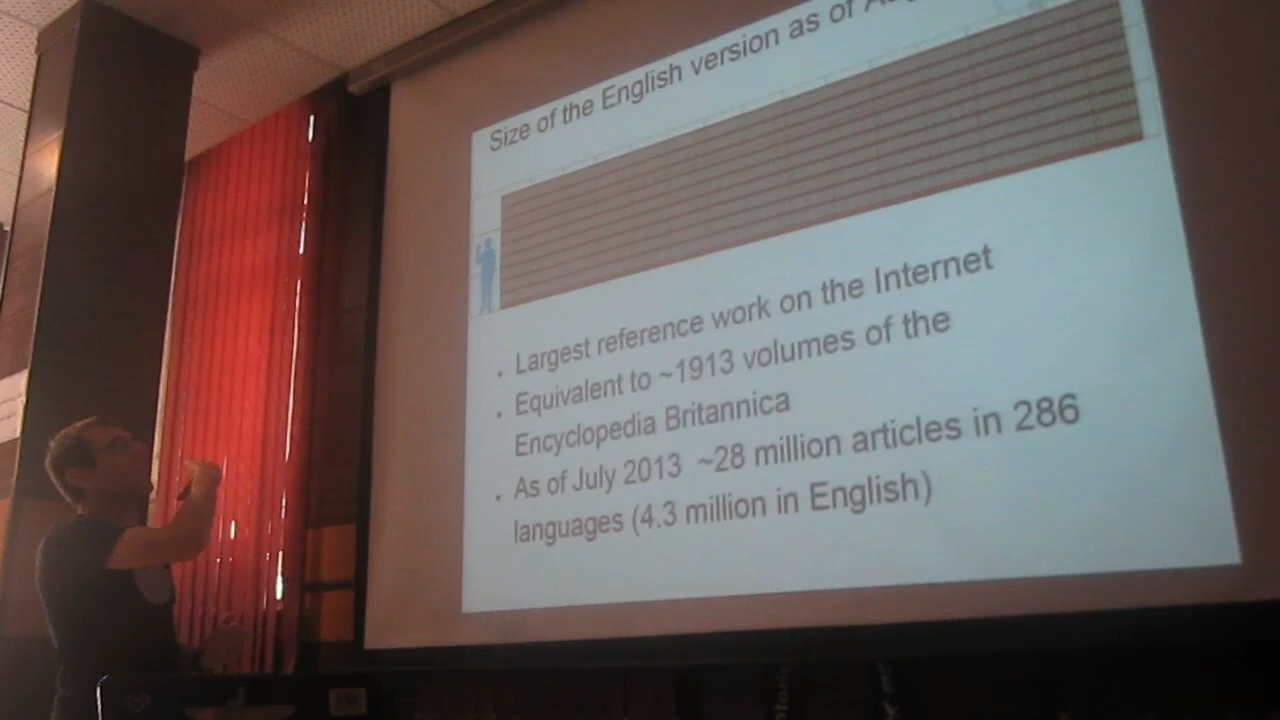 Size of the English version as of
Largest reference work on the Internet
Equivalent to ~1913 volumes of the
Encyclopedia Britannica
As of July 2013 ~28 million articles in 286
languages (4.3 million in English)